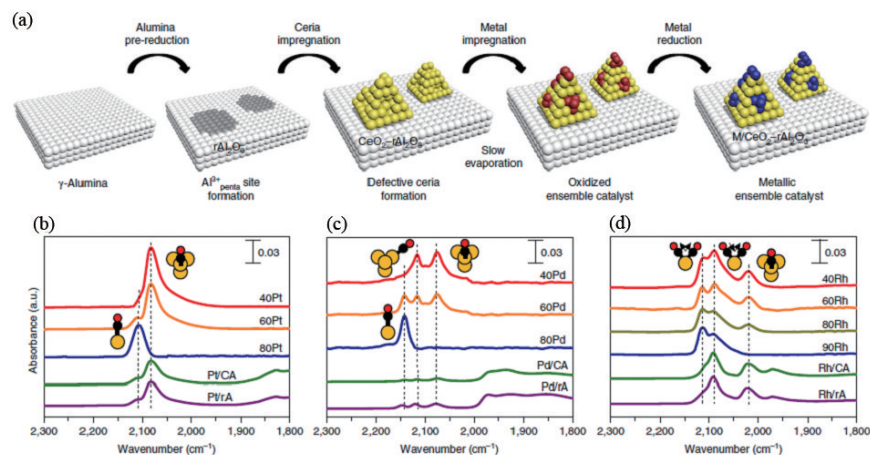 (a)
Alumina
pre-reduction
Ceria
impregnation
Metal
impregnation
Metal
reduction
rAl₂O₃
CeO₂–rAl₂O₃
M/CeO₂–rAl₂O₃
Slow
evaporation
γ-Alumina
Al³⁺penta site
formation
Defective ceria
formation
Oxidized
ensemble catalyst
Metallic
ensemble catalyst
(b)
0.03
40Pt
60Pt
80Pt
Pt/CA
Pt/rA
Absorbance (a.u.)
2,300
2,200
2,100
2,000
1,900
1,800
Wavenumber (cm⁻¹)
(c)
0.03
40Pd
60Pd
80Pd
Pd/CA
Pd/rA
2,300
2,200
2,100
2,000
1,900
1,800
Wavenumber (cm⁻¹)
(d)
0.03
40Rh
60Rh
80Rh
90Rh
Rh/CA
Rh/rA
2,300
2,200
2,100
2,000
1,900
1,800
Wavenumber (cm⁻¹)